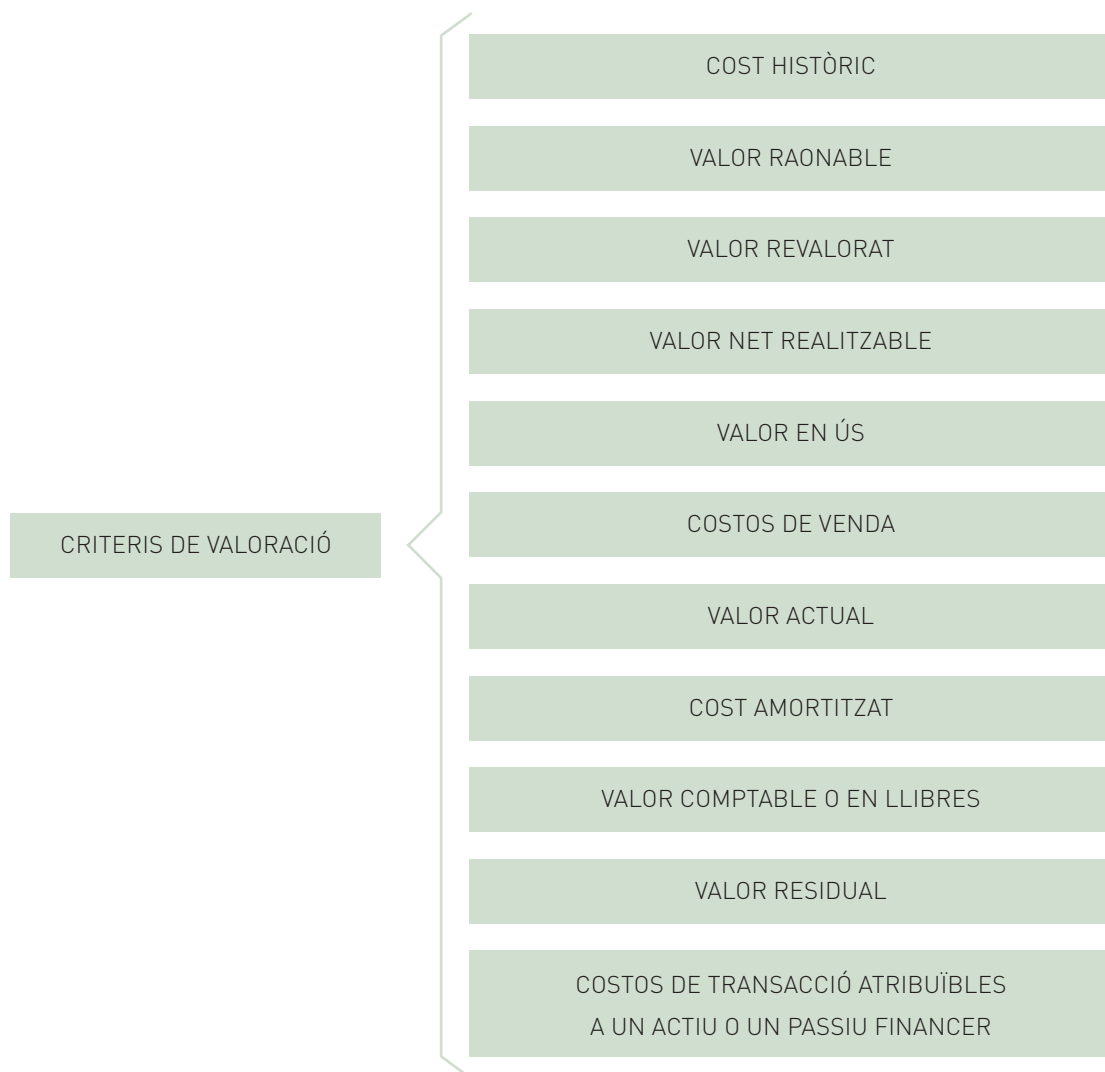 CRITERIS DE VALORACIÓ
COST HISTÒRIC
VALOR RAONABLE
VALOR REVALORAT
VALOR NET REALITZABLE
VALOR EN ÚS
COSTOS DE VENDA
VALOR ACTUAL
COST AMORTITZAT
VALOR COMPTABLE O EN LLIBRES
VALOR RESIDUAL
COSTOS DE TRANSACCIÓ ATRIBUÏBLES
A UN ACTIU O UN PASSIU FINANCER